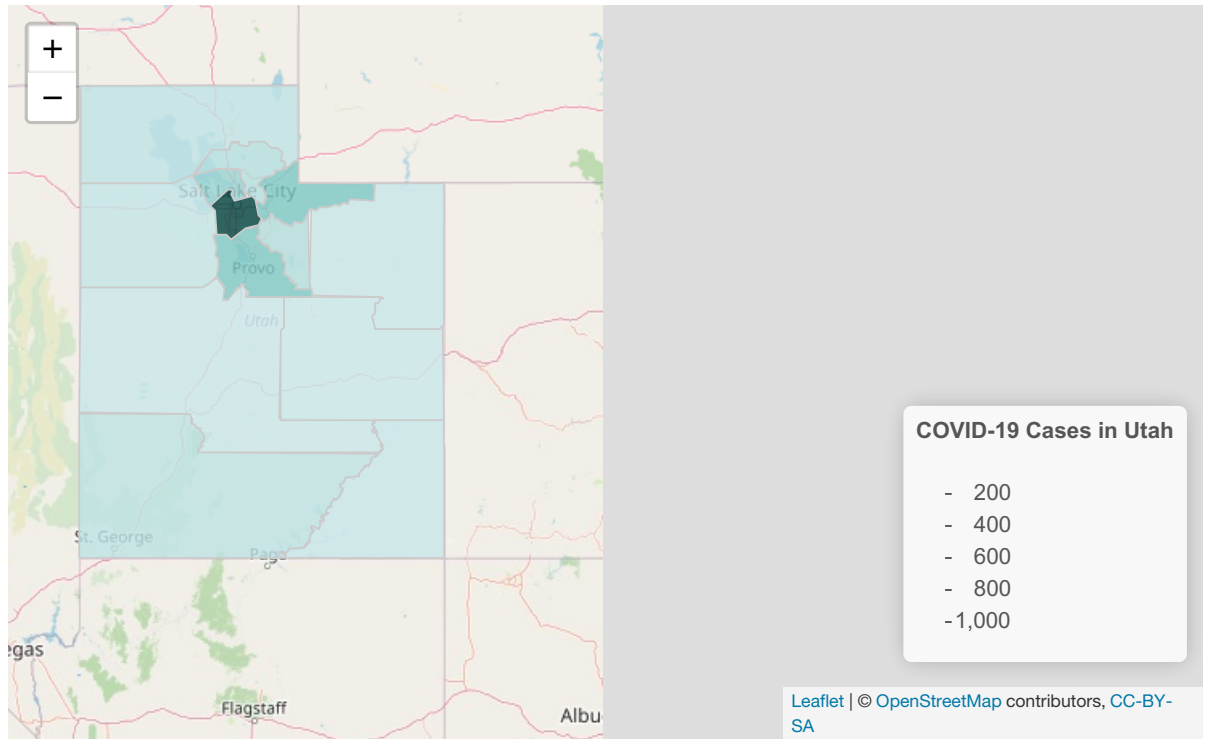 +
−
Salt Lake City
Provo
Utah
St. George
Page
egas
Flagstaff
Albu
COVID-19 Cases in Utah
- 200
- 400
- 600
- 800
-1,000
Leaflet | © OpenStreetMap contributors, CC-BY-
SA